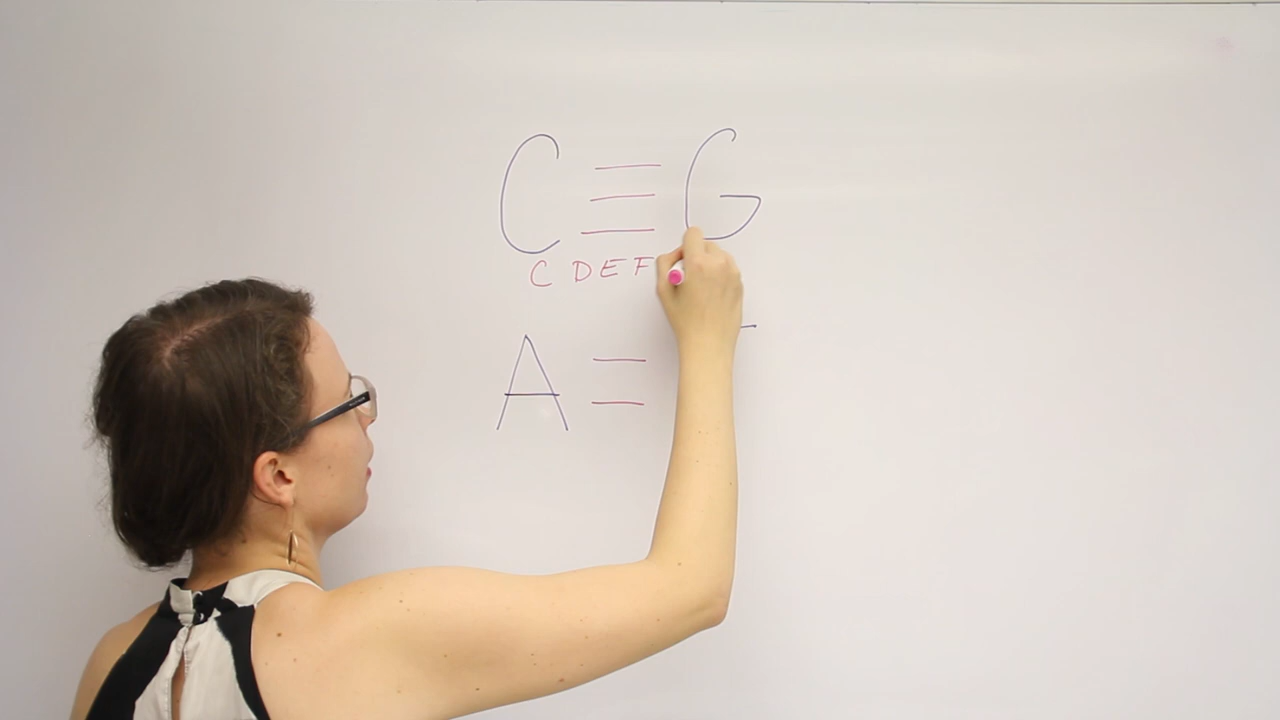 C ≡ G
C D E F
A =